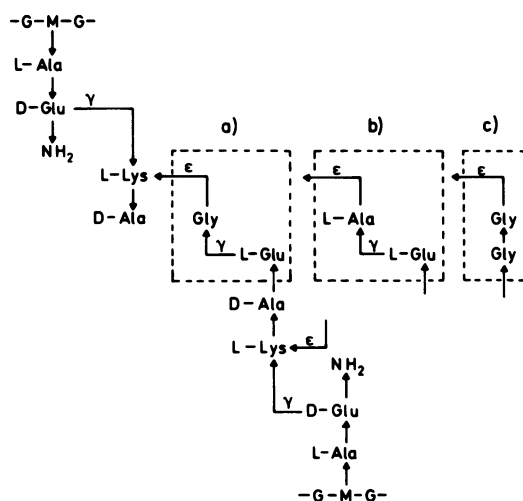 –G–M–G–
L–Ala
D–Glu γ
NH₂
a) b) c)
L–Lys ε ε ε
D–Ala Gly L–Ala Gly
γ L–Glu γ L–Glu Gly
D–Ala
L–Lys ε
NH₂
γ D–Glu
L–Ala
–G–M–G–